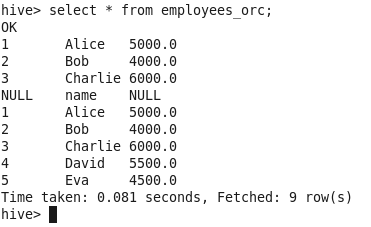 hive> select * from employees_orc;
OK
1       Alice   5000.0
2       Bob     4000.0
3       Charlie 6000.0
NULL    name    NULL
1       Alice   5000.0
2       Bob     4000.0
3       Charlie 6000.0
4       David   5500.0
5       Eva     4500.0
Time taken: 0.081 seconds, Fetched: 9 row(s)
hive>